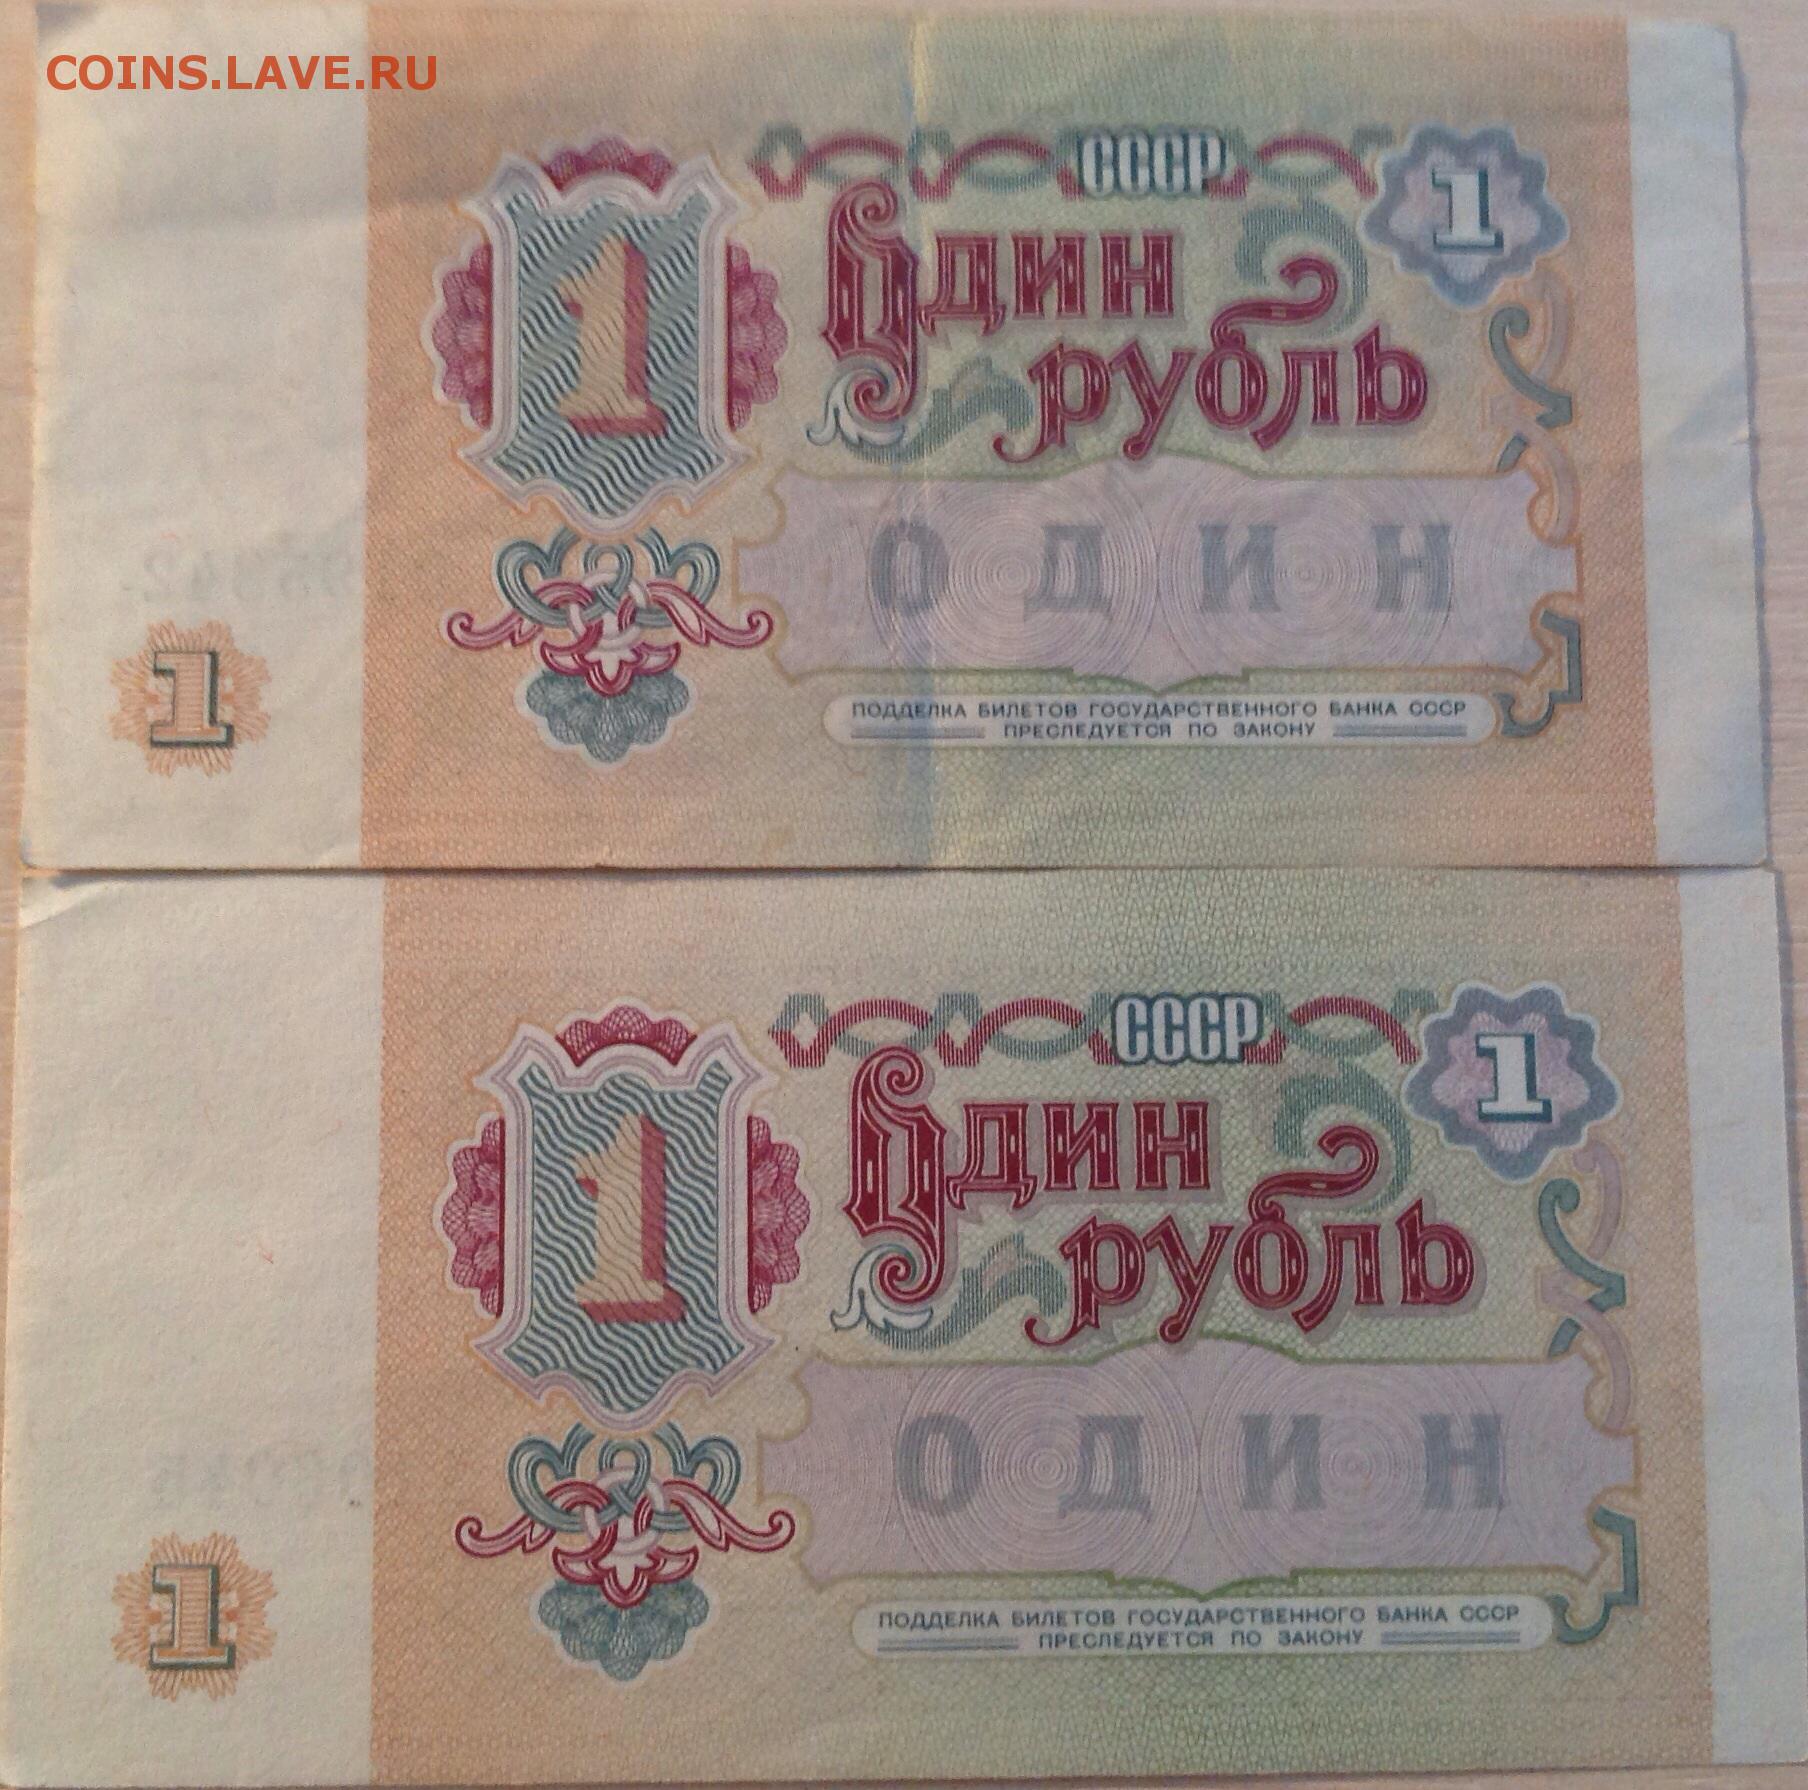 COINS.LAVE.RU
1
СССР
1
Один
рубль
ОДИН
1
ПОДДЕЛКА БИЛЕТОВ ГОСУДАРСТВЕННОГО БАНКА СССР
ПРЕСЛЕДУЕТСЯ ПО ЗАКОНУ
1
СССР
1
Один
рубль
ОДИН
1
ПОДДЕЛКА БИЛЕТОВ ГОСУДАРСТВЕННОГО БАНКА СССР
ПРЕСЛЕДУЕТСЯ ПО ЗАКОНУ